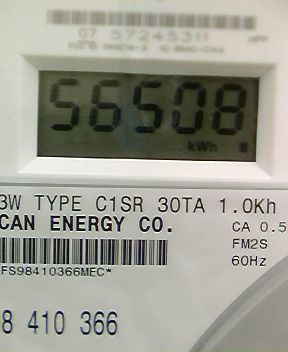 07 57245311
56508
kWh
3W TYPE C1SR 30TA 1.0Kh
CAN ENERGY CO.
CA 0.5
FM2S
60Hz
FS98410366MEC*
8 410 366